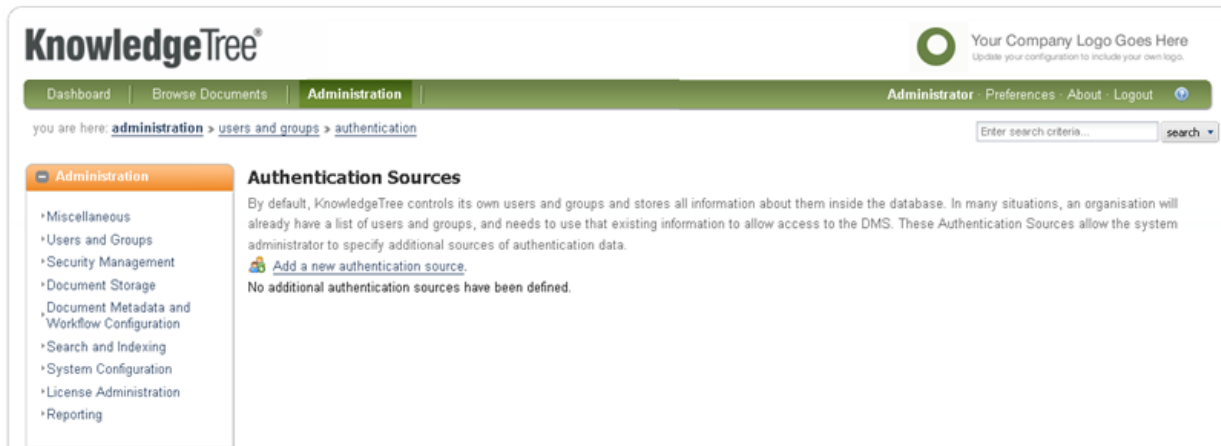 KnowledgeTree®
Your Company Logo Goes Here
Update your configuration to include your own logo.
Dashboard Browse Documents Administration
Administrator · Preferences · About · Logout ?
you are here: administration » users and groups » authentication
Enter search criteria... search
Administration
Miscellaneous
Users and Groups
Security Management
Document Storage
Document Metadata and
Workflow Configuration
Search and Indexing
System Configuration
License Administration
Reporting
Authentication Sources
By default, KnowledgeTree controls its own users and groups and stores all information about them inside the database. In many situations, an organisation will
already have a list of users and groups, and needs to use that existing information to allow access to the DMS. These Authentication Sources allow the system
administrator to specify additional sources of authentication data.
Add a new authentication source.
No additional authentication sources have been defined.